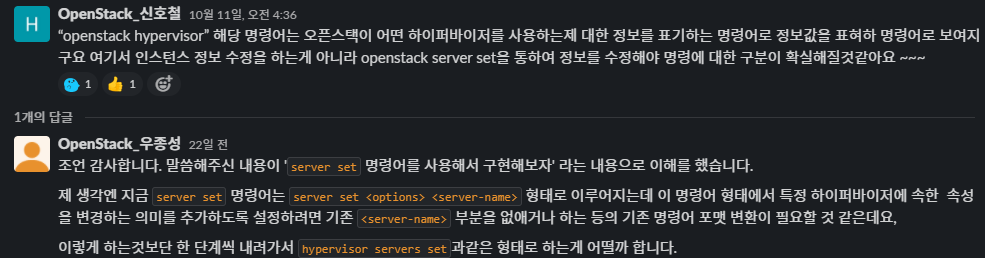 OpenStack_신호철 10월 11일, 오전 4:36
“openstack hypervisor” 해당 명령어는 오픈스택이 어떤 하이퍼바이저를 사용하는제 대한 정보를 표기하는 명령어로 정보값을 표혀하 명령어로 보여지
구요 여기서 인스턴스 정보 수정을 하는게 아니라 openstack server set을 통하여 정보를 수정해야 명령에 대한 구분이 확실해질것같아요 ~~~
1 1
1개의 답글
OpenStack_우종성 22일 전
조언 감사합니다. 말씀해주신 내용이 'server set 명령어를 사용해서 구현해보자' 라는 내용으로 이해를 했습니다.
제 생각엔 지금 server set 명령어는 server set <options> <server-name> 형태로 이루어지는데 이 명령어 형태에서 특정 하이퍼바이저에 속한 속성
을 변경하는 의미를 추가하도록 설정하려면 기존 <server-name> 부분을 없애거나 하는 등의 기존 명령어 포맷 변환이 필요할 것 같은데요,
이렇게 하는것보단 한 단계씩 내려가서 hypervisor servers set과같은 형태로 하는게 어떨까 합니다.
H